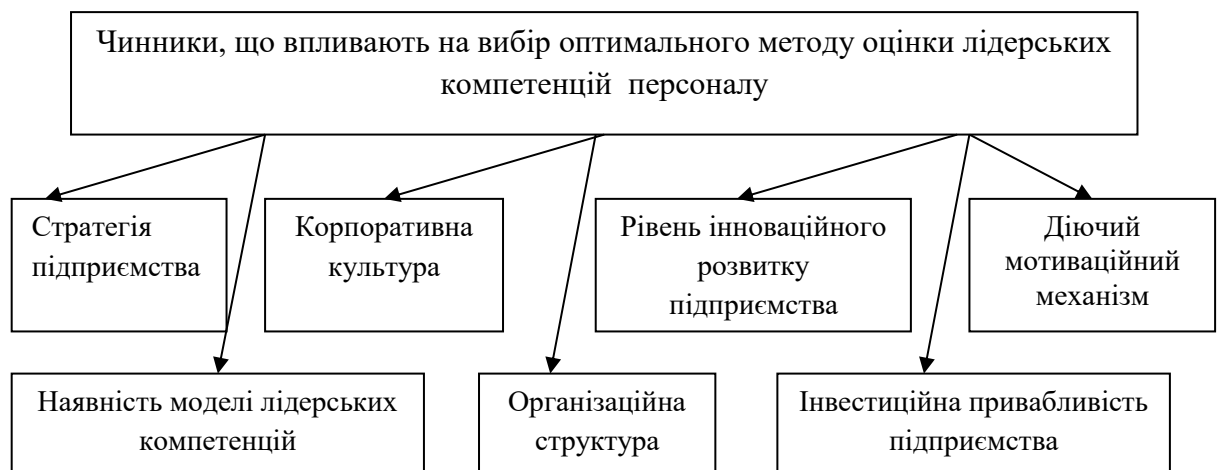 Чинники, що впливають на вибір оптимального методу оцінки лідерських
компетенцій персоналу
Стратегія
підприємства
Корпоративна
культура
Рівень інноваційного
розвитку
підприємства
Діючий
мотиваційний
механізм
Наявність моделі лідерських
компетенцій
Організаційна
структура
Інвестиційна привабливість
підприємства